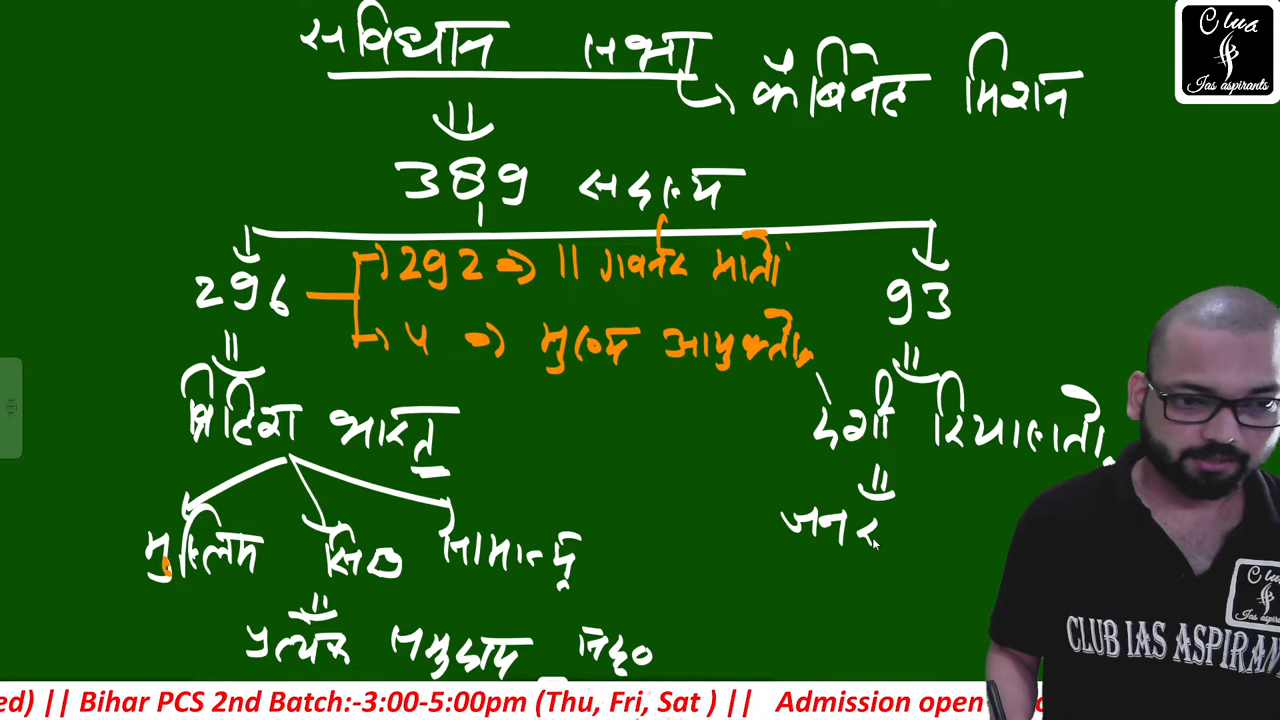 संविधान सभा
कैबिनेट मिशन
389 सदस्य
296
292 ⇒ 11 गवर्नर प्रान्तों
4 ⇒ मुख्य आयुक्तों
93
ब्रिटिश भारत
देशी रियासतों
मुस्लिम सिख सामान्य
जनस
प्रत्येक समुदाय
Club
Ias aspirants
CLUB IAS ASPIRAN
ed) || Bihar PCS 2nd Batch:-3:00-5:00pm (Thu, Fri, Sat ) || Admission open